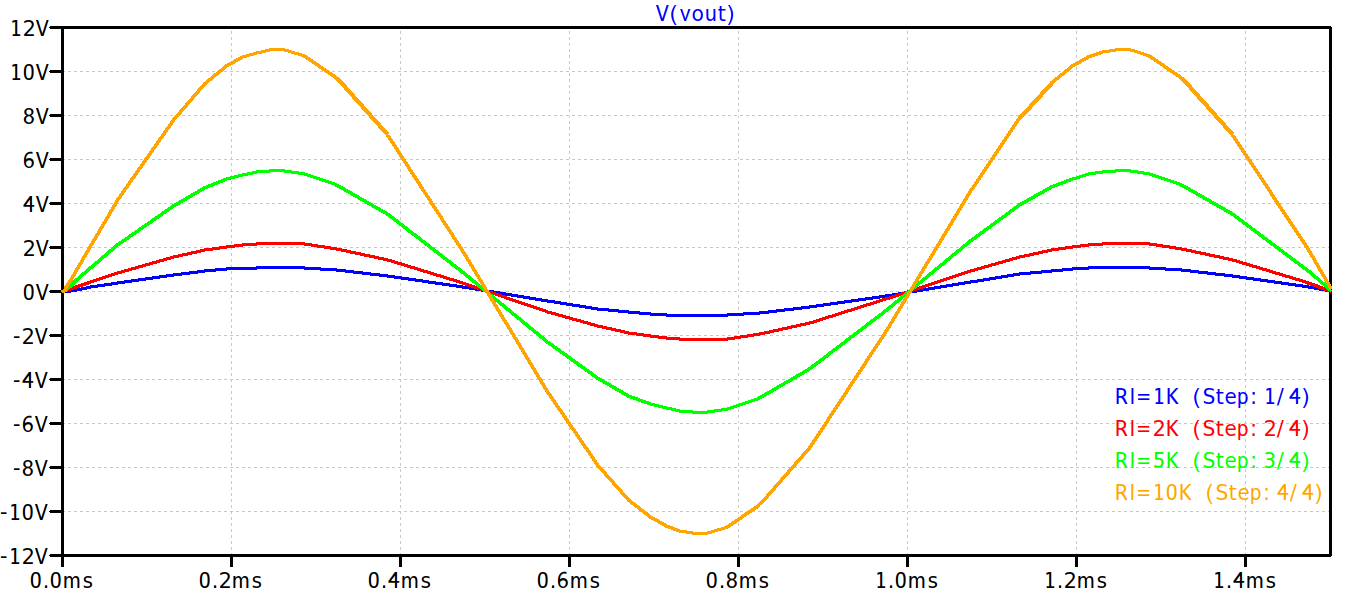 V(vout)
12V
10V
8V
6V
4V
2V
0V
-2V
-4V
-6V
-8V
-10V
-12V
RI=1K (Step: 1/4)
RI=2K (Step: 2/4)
RI=5K (Step: 3/4)
RI=10K (Step: 4/4)
0.0ms 0.2ms 0.4ms 0.6ms 0.8ms 1.0ms 1.2ms 1.4ms